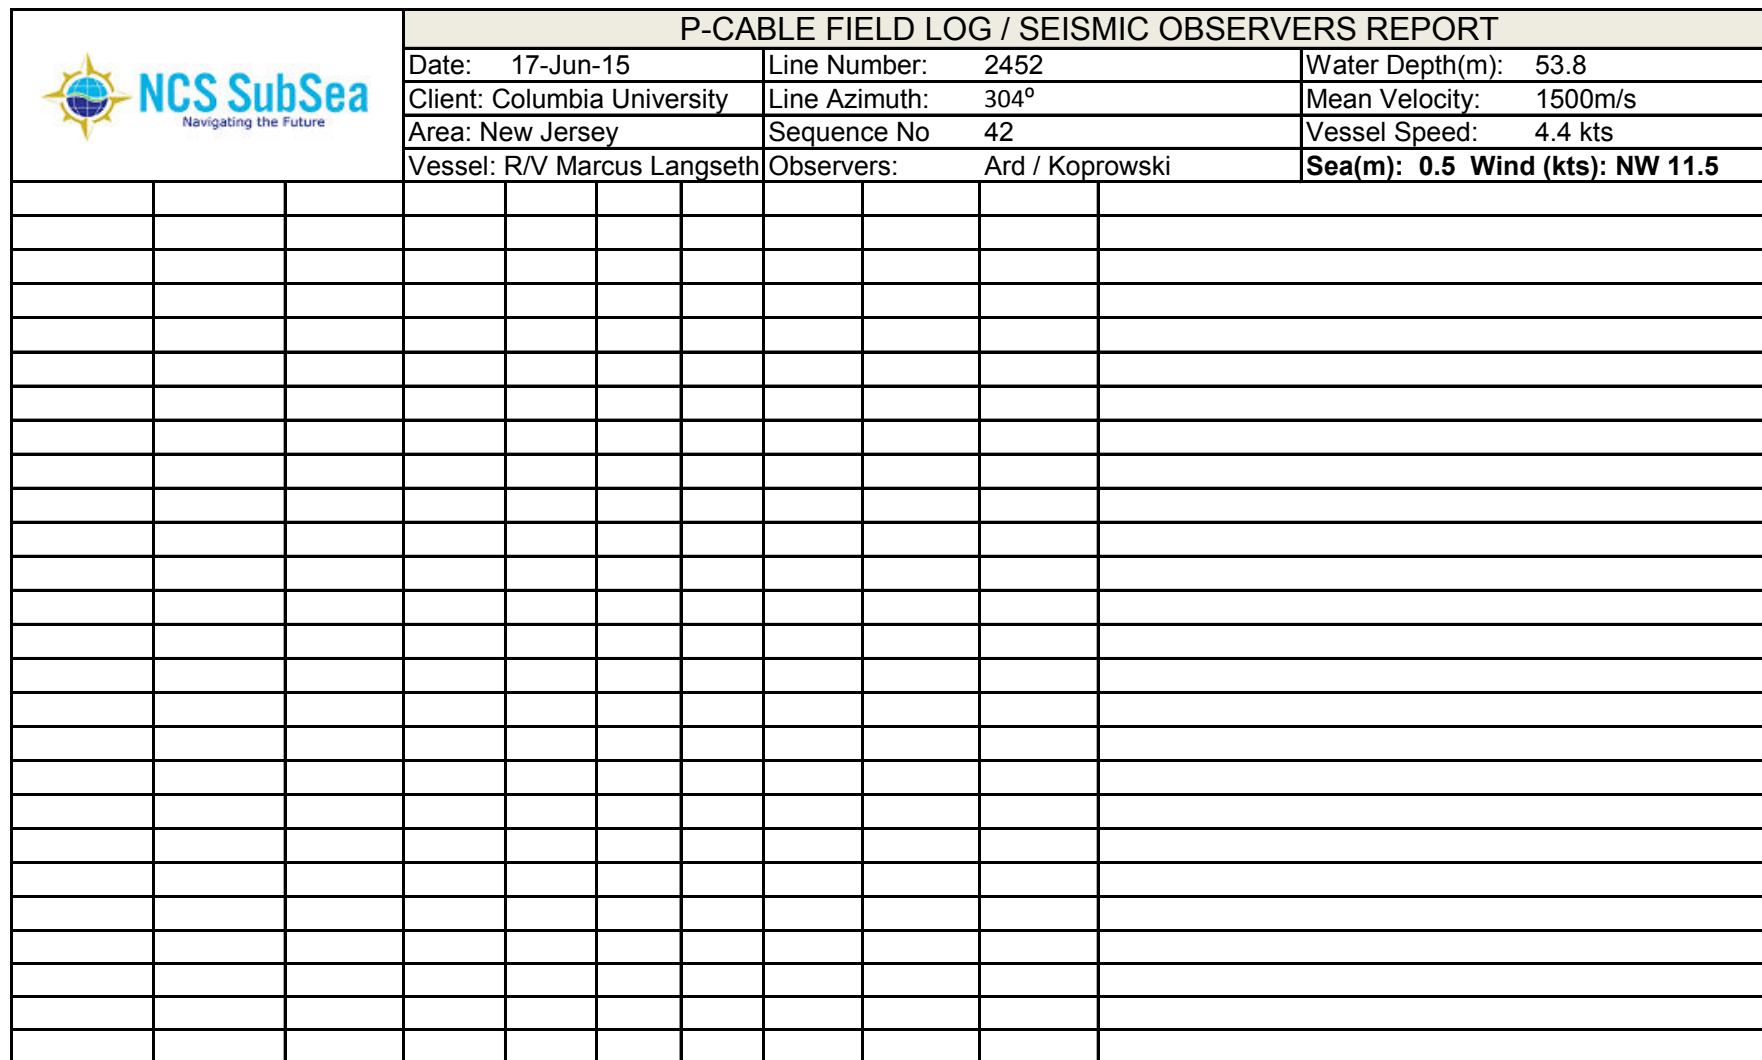 P-CABLE FIELD LOG / SEISMIC OBSERVERS REPORT
NCS SubSea
Navigating the Future
Date: 17-Jun-15 Line Number: 2452 Water Depth(m): 53.8
Client: Columbia University Line Azimuth: 304⁰ Mean Velocity: 1500m/s
Area: New Jersey Sequence No 42 Vessel Speed: 4.4 kts
Vessel: R/V Marcus Langseth Observers: Ard / Koprowski Sea(m): 0.5 Wind (kts): NW 11.5